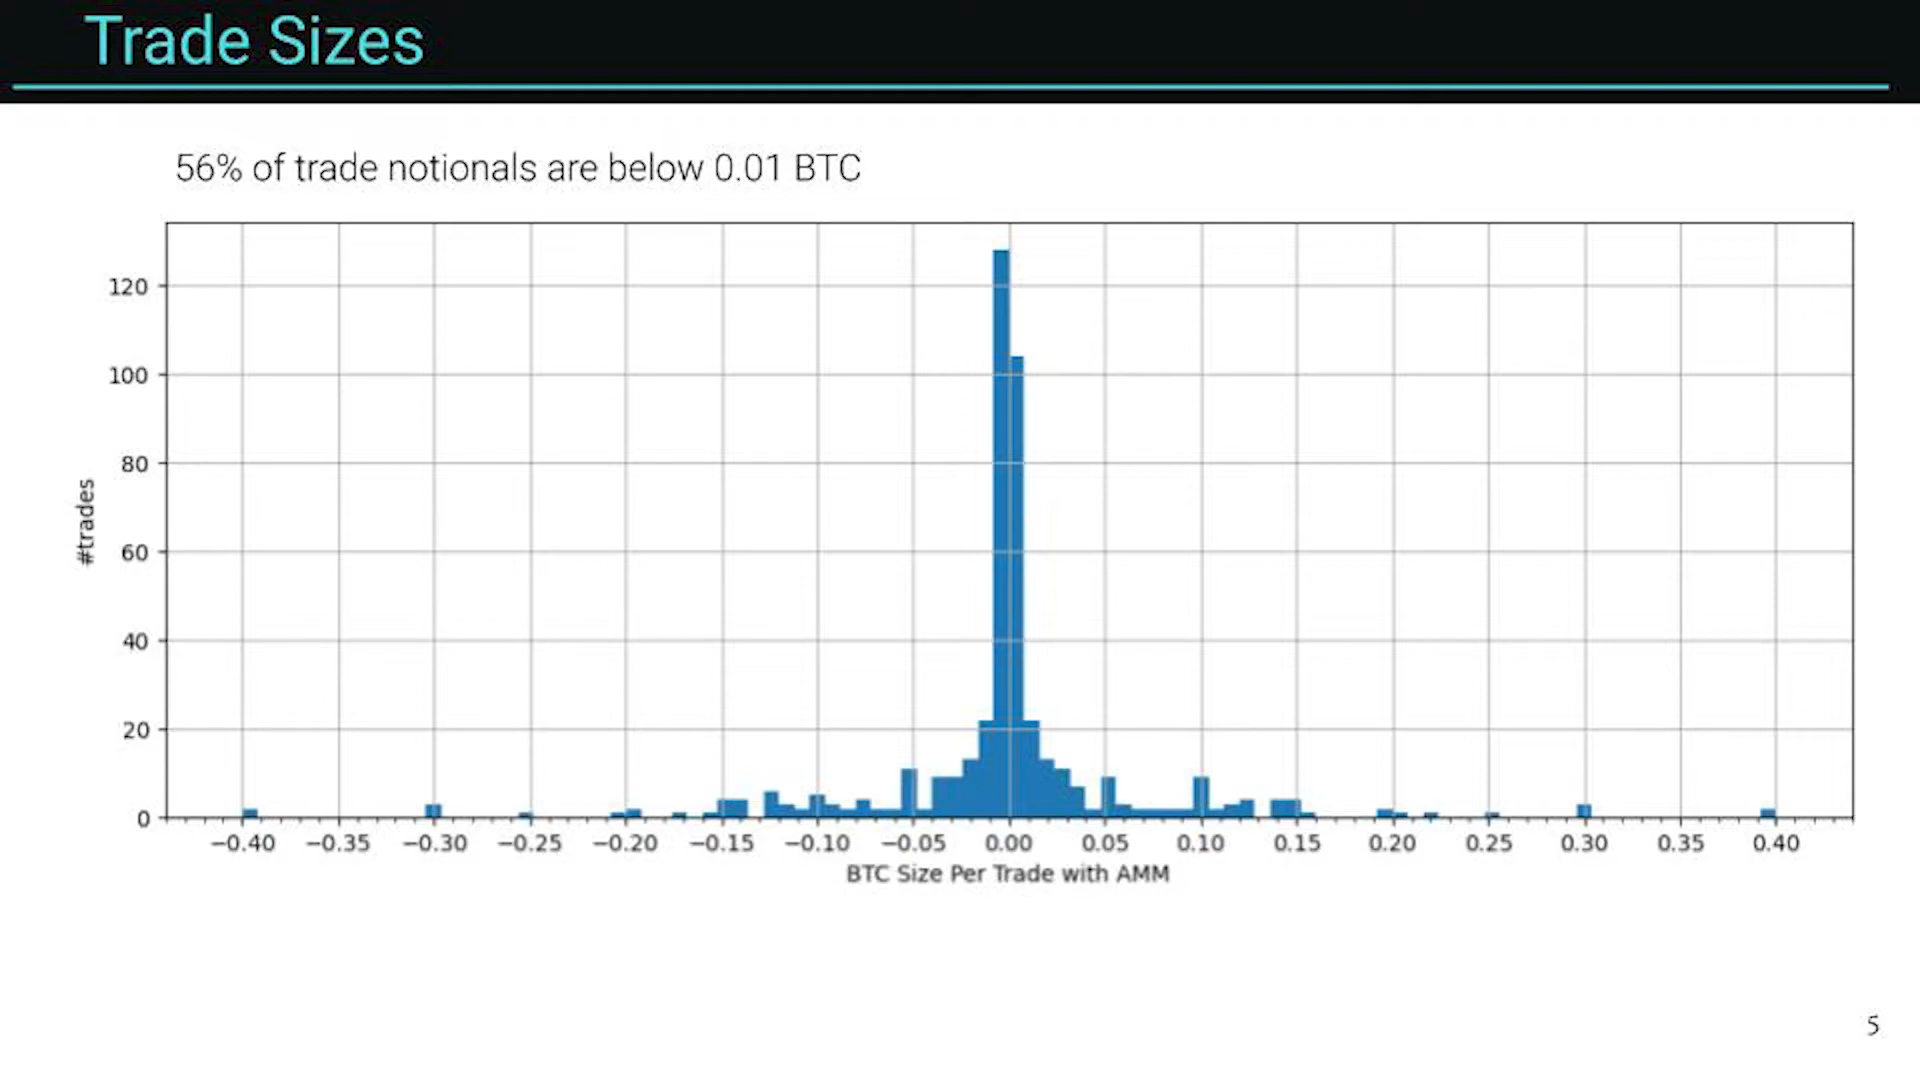 Trade Sizes
56% of trade notionals are below 0.01 BTC
120
100
80
60
40
20
0
#trades
−0.40 −0.35 −0.30 −0.25 −0.20 −0.15 −0.10 −0.05 0.00 0.05 0.10 0.15 0.20 0.25 0.30 0.35 0.40
BTC Size Per Trade with AMM
5